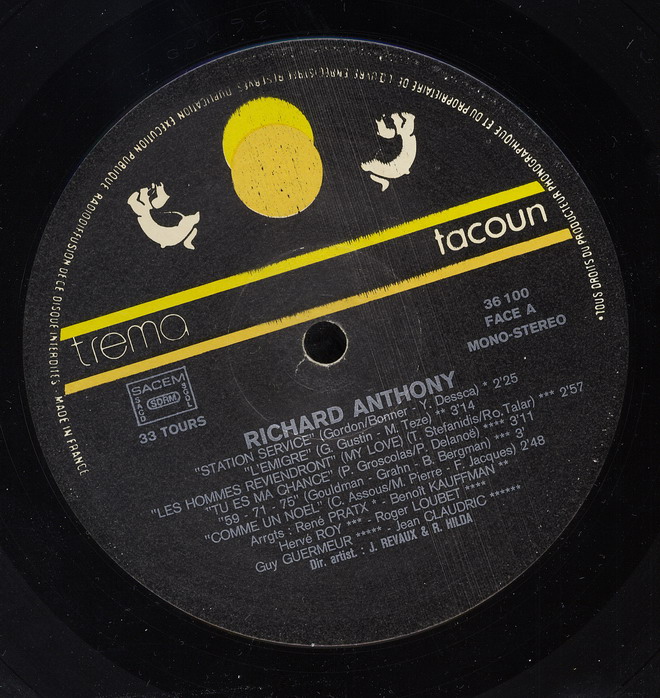 TOUS DROITS DU PRODUCTEUR PHONOGRAPHIQUE ET DU PROPRIETAIRE DE L'ŒUVRE ENREGISTREE RESERVES. DUPLICATION EXECUTION PUBLIQUE RADIODIFFUSION DE CE DISQUE INTERDITES. MADE IN FRANCE
tacoun
trema
36 100
FACE A
MONO-STEREO
SACEM
SACD SDRM SGDL
33 TOURS
RICHARD ANTHONY
"STATION SERVICE" (Gordon/Bonner - Y. Dessca) * 2'25
"L'EMIGRE" (G. Gustin - M. Teze) ** 3'14
"LES HOMMES REVIENDRONT" (MY LOVE) (T. Stefanidis/Ro. Talar) *** 2'57
"TU ES MA CHANCE" (P. Groscolas/P. Delanoë) **** 3'11
"59 - 71 - 75" (Gouldman - Grahn - B. Bergman) *** 3'
"COMME UN NOEL" (C. Assous/M. Pierre - F. Jacques) 2'48
Arrgts : René PRATX * - Benoit KAUFFMAN **
Hervé ROY *** - Roger LOUBET ****
Guy GUERMEUR ***** - Jean CLAUDRIC ******
Dir. artist. : J. REVAUX & R. HILDA